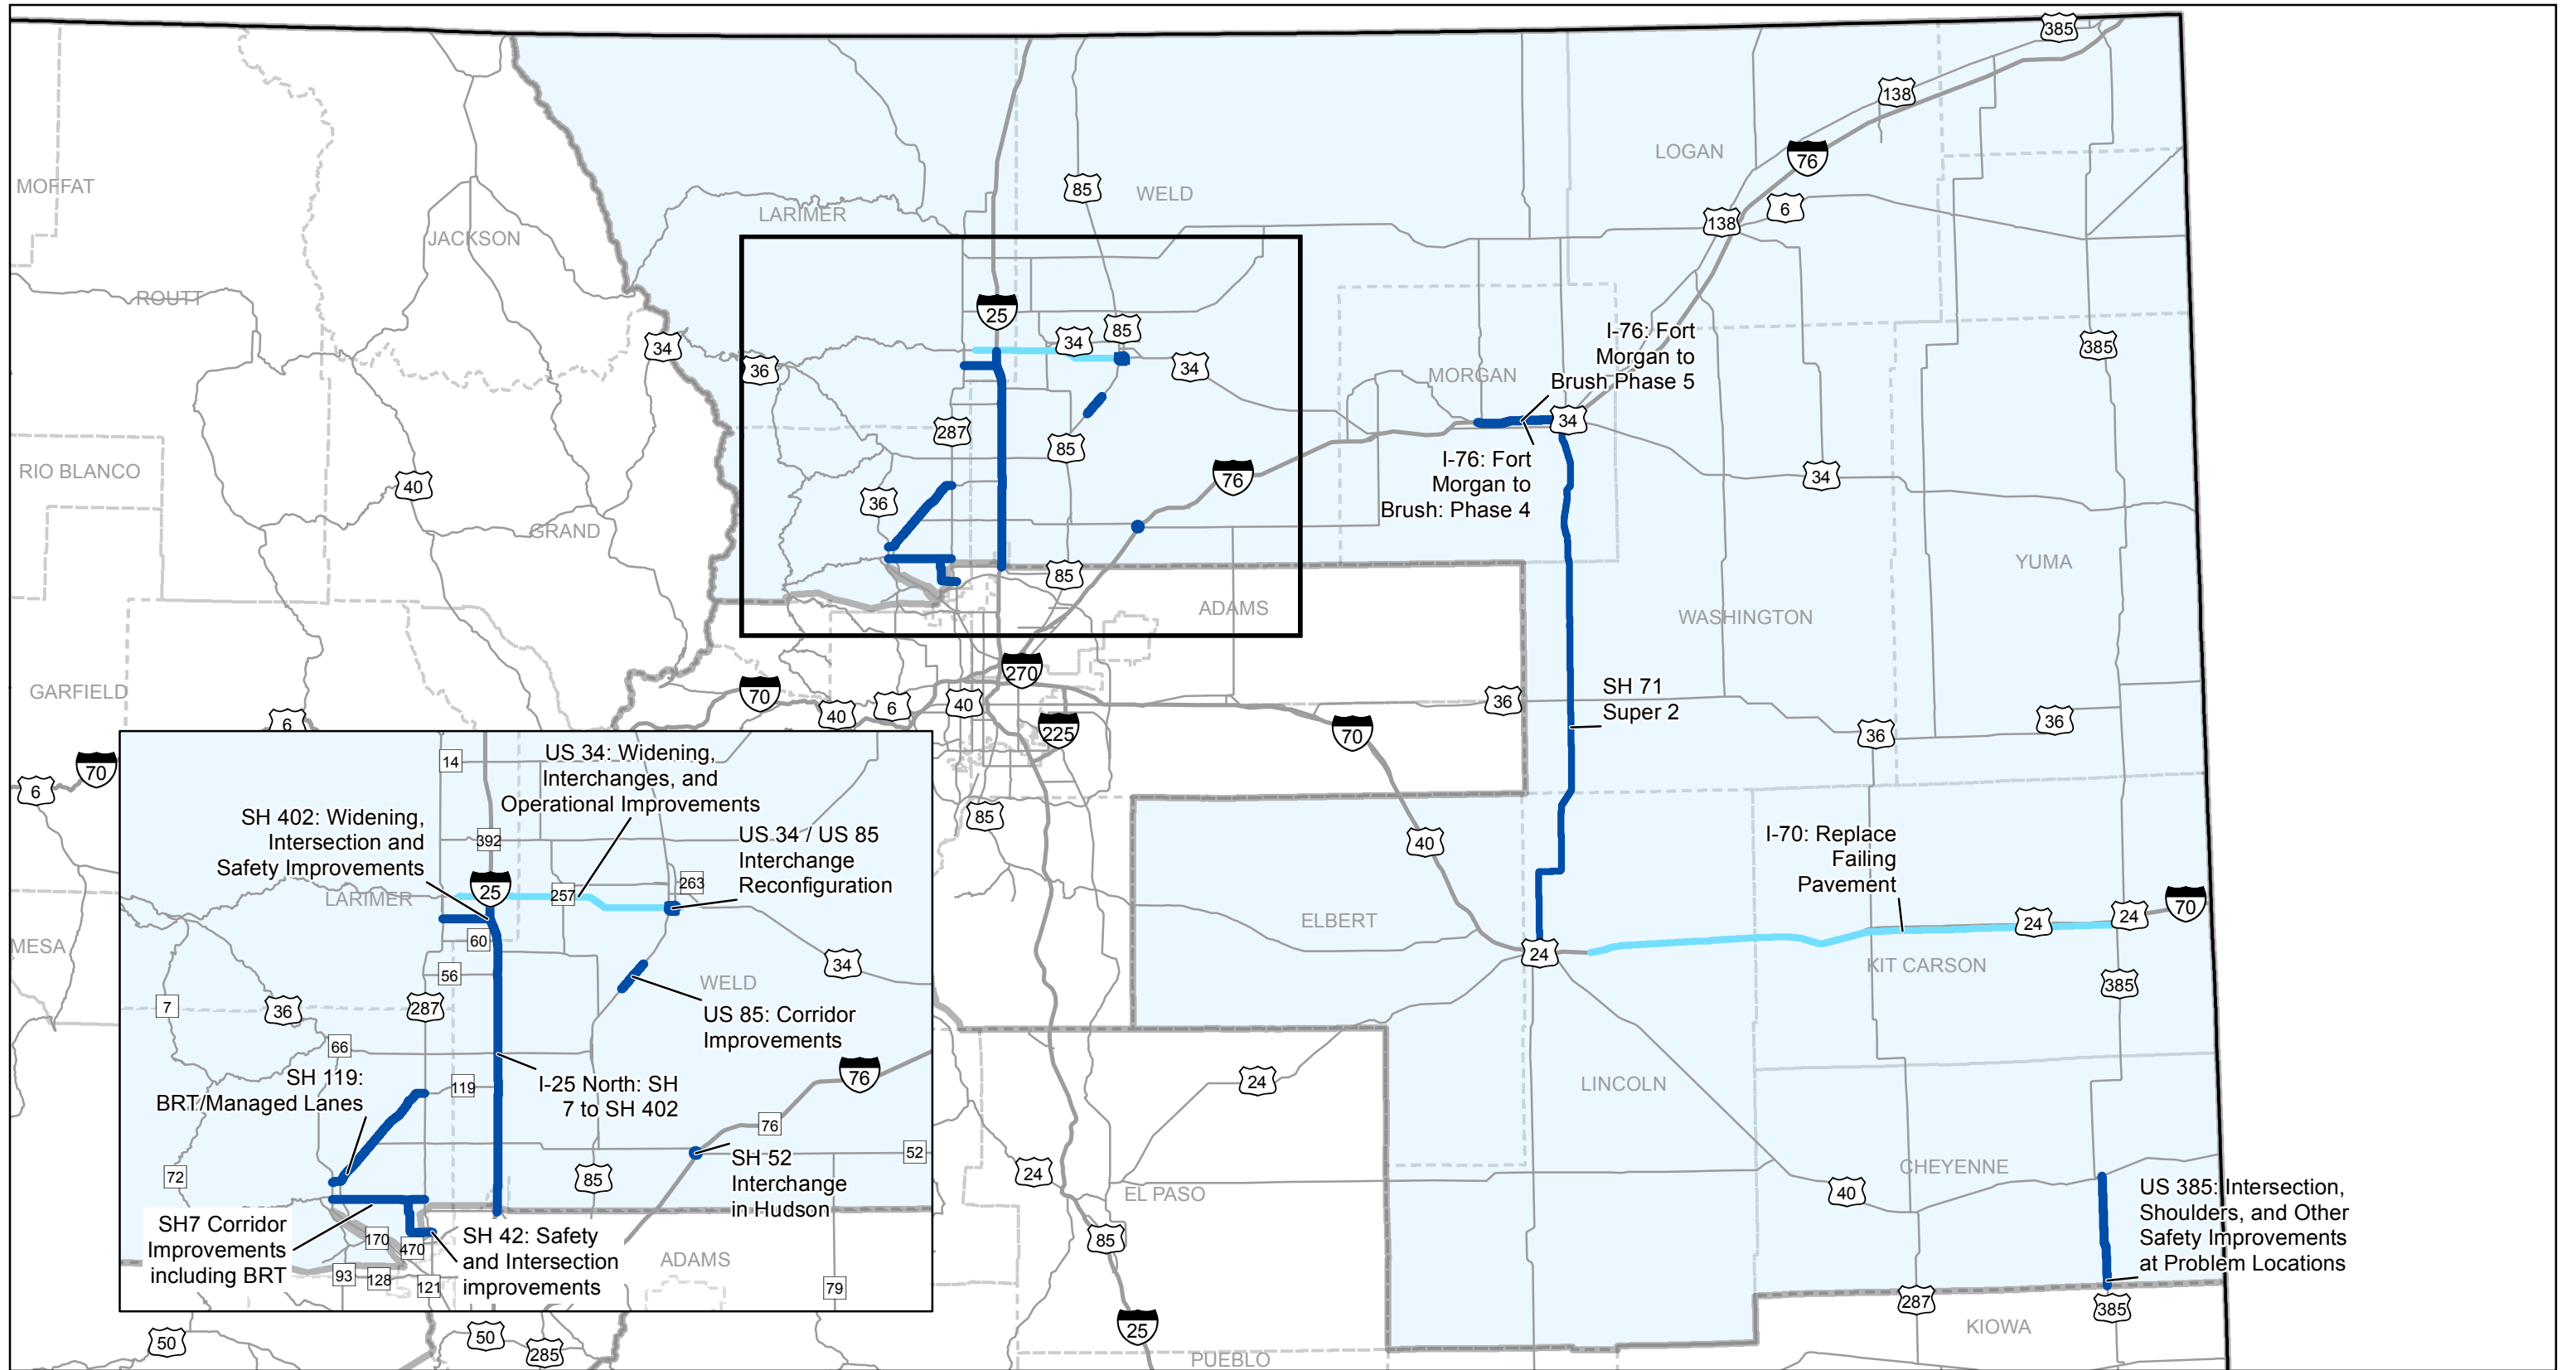 385
138
LOGAN
76
MOFFAT
85
WELD
LARIMER
6
138
JACKSON
ROUTT
25
85
34
34
34
36
34
385
I-76: Fort
Morgan to
Brush Phase 5
MORGAN
34
287
85
I-76: Fort
Morgan to
Brush: Phase 4
76
34
RIO BLANCO
40
36
GRAND
YUMA
85
ADAMS
WASHINGTON
270
GARFIELD
70
6
40
40
6
225
36
70
SH 71
Super 2
36
36
70
6
85
40
I-70: Replace
Failing
Pavement
ELBERT
24
24
24
70
MESA
KIT CARSON
385
24
LINCOLN
24
EL PASO
85
CHEYENNE
40
US 385: Intersection,
Shoulders, and Other
Safety Improvements
at Problem Locations
287
385
KIOWA
25
PUEBLO
50
50
285
14
US 34: Widening,
Interchanges, and
Operational Improvements
SH 402: Widening,
Intersection and
Safety Improvements
392
US 34 / US 85
Interchange
Reconfiguration
25
257
263
LARIMER
60
56
34
WELD
7
36
287
US 85: Corridor
Improvements
66
SH 119:
BRT/Managed Lanes
119
I-25 North: SH
7 to SH 402
76
76
52
72
85
SH 52
Interchange
in Hudson
SH7 Corridor
Improvements
including BRT
170
470
SH 42: Safety
and Intersection
improvements
ADAMS
93
128
121
79